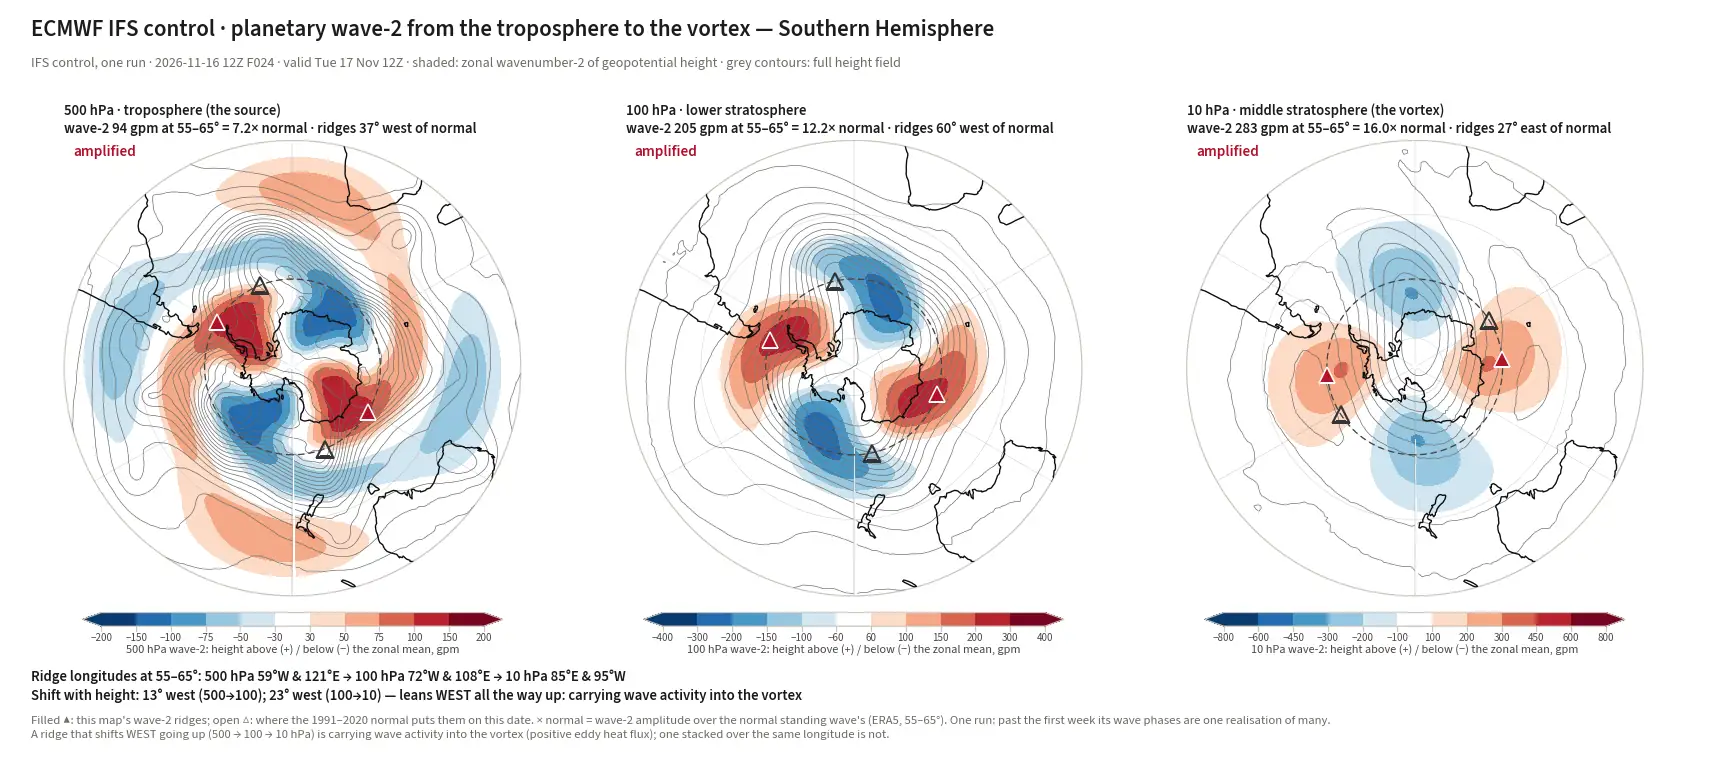 ECMWF IFS control · planetary wave-2 from the troposphere to the vortex — Southern Hemisphere
IFS control, one run · 2026-11-16 12Z F024 · valid Tue 17 Nov 12Z · shaded: zonal wavenumber-2 of geopotential height · grey contours: full height field
500 hPa · troposphere (the source)
wave-2 94 gpm at 55–65° = 7.2× normal · ridges 37° west of normal
amplified
100 hPa · lower stratosphere
wave-2 205 gpm at 55–65° = 12.2× normal · ridges 60° west of normal
amplified
10 hPa · middle stratosphere (the vortex)
wave-2 283 gpm at 55–65° = 16.0× normal · ridges 27° east of normal
amplified
−200 −150 −100 −75 −50 −30 30 50 75 100 150 200
500 hPa wave-2: height above (+) / below (−) the zonal mean, gpm
−400 −300 −200 −150 −100 −60 60 100 150 200 300 400
100 hPa wave-2: height above (+) / below (−) the zonal mean, gpm
−800 −600 −450 −300 −200 −100 100 200 300 450 600 800
10 hPa wave-2: height above (+) / below (−) the zonal mean, gpm
Ridge longitudes at 55–65°: 500 hPa 59°W & 121°E → 100 hPa 72°W & 108°E → 10 hPa 85°E & 95°W
Shift with height: 13° west (500→100); 23° west (100→10) — leans WEST all the way up: carrying wave activity into the vortex
Filled ▲: this map's wave-2 ridges; open △: where the 1991–2020 normal puts them on this date. × normal = wave-2 amplitude over the normal standing wave's (ERA5, 55–65°). One run: past the first week its wave phases are one realisation of many.
A ridge that shifts WEST going up (500 → 100 → 10 hPa) is carrying wave activity into the vortex (positive eddy heat flux); one stacked over the same longitude is not.